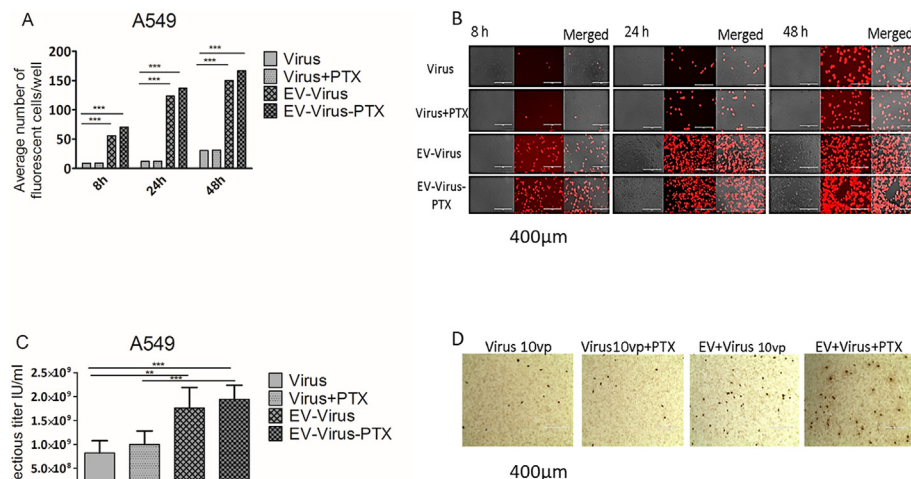 A
A549
Average number of
fluorescent cells/well
200
150
100
50
0
***
***
***
***
***
***
8h
24h
48h
Virus
Virus+PTX
EV-Virus
EV-Virus-PTX
B
8 h
Merged
24 h
Merged
48 h
Merged
Virus
Virus+PTX
EV-Virus
EV-Virus-
PTX
400µm
C
A549
ectious titer IU/ml
2.5×10⁹
2.0×10⁹
1.5×10⁹
1.0×10⁹
5.0×10⁸
***
**
***
Virus
Virus+PTX
EV-Virus
EV-Virus-PTX
D
Virus 10vp
Virus10vp+PTX
EV+Virus 10vp
EV+Virus+PTX
400µm